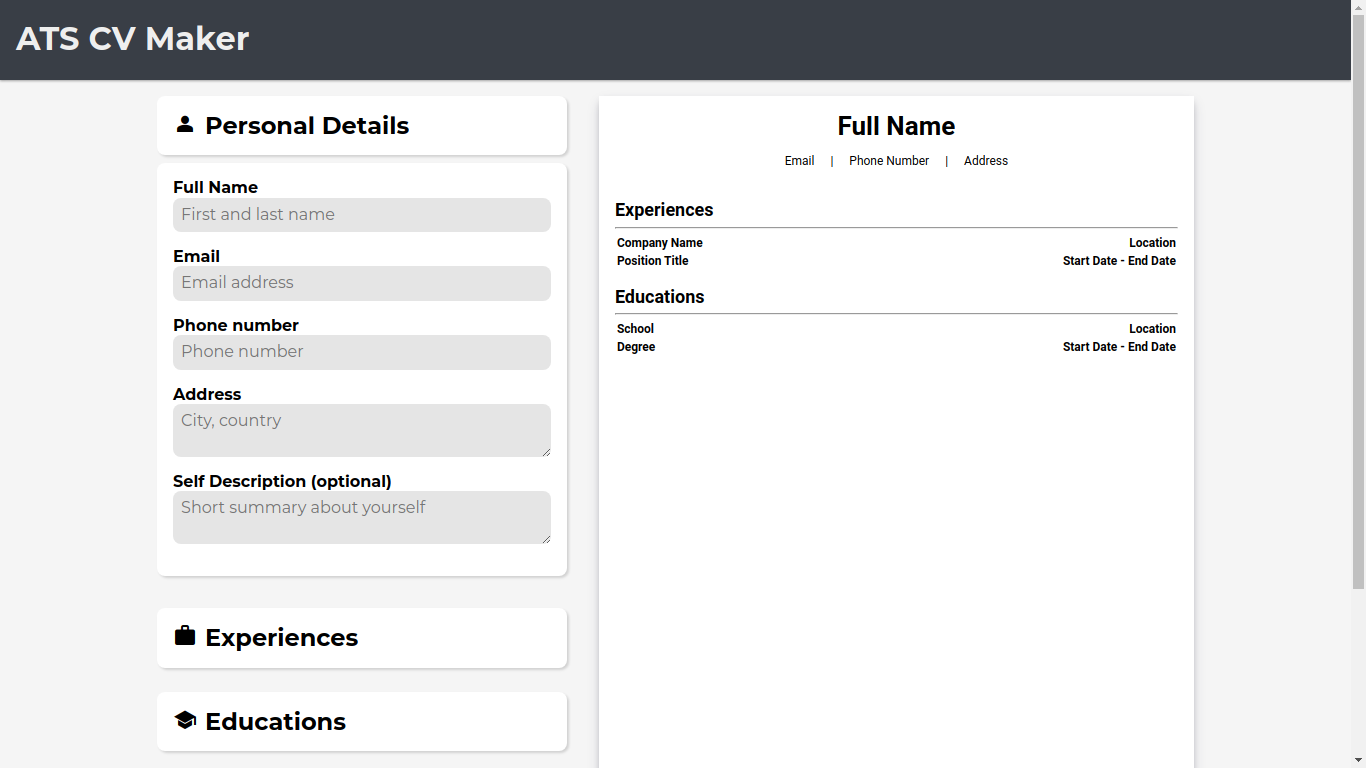 ATS CV Maker
Personal Details
Full Name
First and last name
Email
Email address
Phone number
Phone number
Address
City, country
Self Description (optional)
Short summary about yourself
Experiences
Educations
Full Name
Email | Phone Number | Address
Experiences
Company Name Location
Position Title Start Date - End Date
Educations
School Location
Degree Start Date - End Date